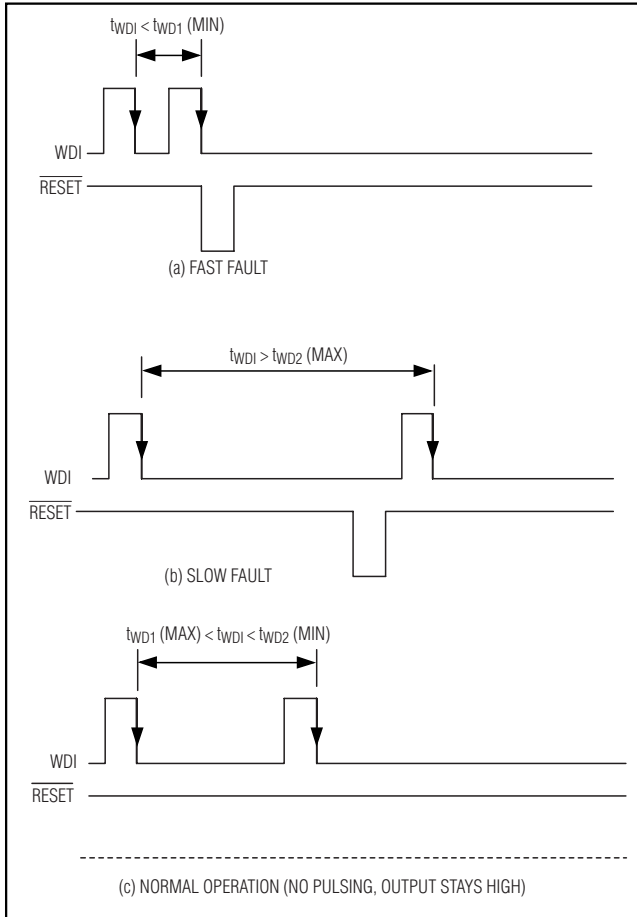 tWDI < tWD1 (MIN)
WDI
RESET
(a) FAST FAULT
tWDI > tWD2 (MAX)
WDI
RESET
(b) SLOW FAULT
tWD1 (MAX) < tWDI < tWD2 (MIN)
WDI
RESET
(c) NORMAL OPERATION (NO PULSING, OUTPUT STAYS HIGH)